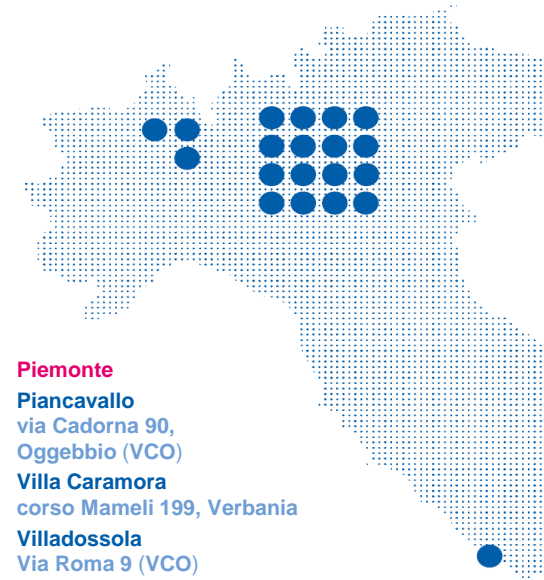 Piemonte
Piancavallo
via Cadorna 90,
Oggebbio (VCO)
Villa Caramora
corso Mameli 199, Verbania
Villadossola
Via Roma 9 (VCO)